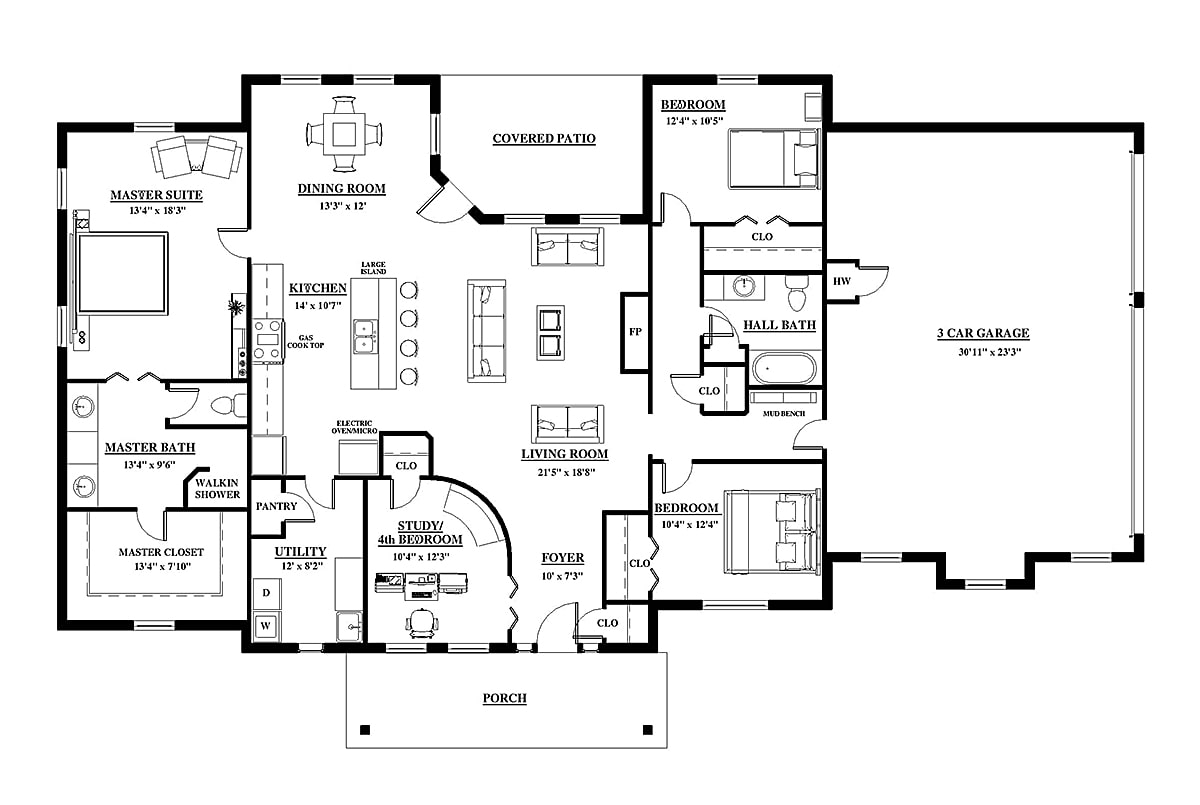 BEDROOM
12'4" x 10'5"
COVERED PATIO
MASTER SUITE
13'4" x 18'3"
DINING ROOM
13'3" x 12'
CLO
LARGE
ISLAND
KITCHEN
14' x 10'7"
GAS
COOK TOP
FP
HW
HALL BATH
3 CAR GARAGE
30'11" x 23'3"
CLO
MUD BENCH
ELECTRIC
OVEN/MICRO
MASTER BATH
13'4" x 9'6"
CLO
LIVING ROOM
21'5" x 18'8"
WALKIN
SHOWER
PANTRY
BEDROOM
10'4" x 12'4"
STUDY/
4th BEDROOM
10'4" x 12'3"
MASTER CLOSET
13'4" x 7'10"
UTILITY
12' x 8'2"
FOYER
10' x 7'3"
CLO
D
W
CLO
PORCH